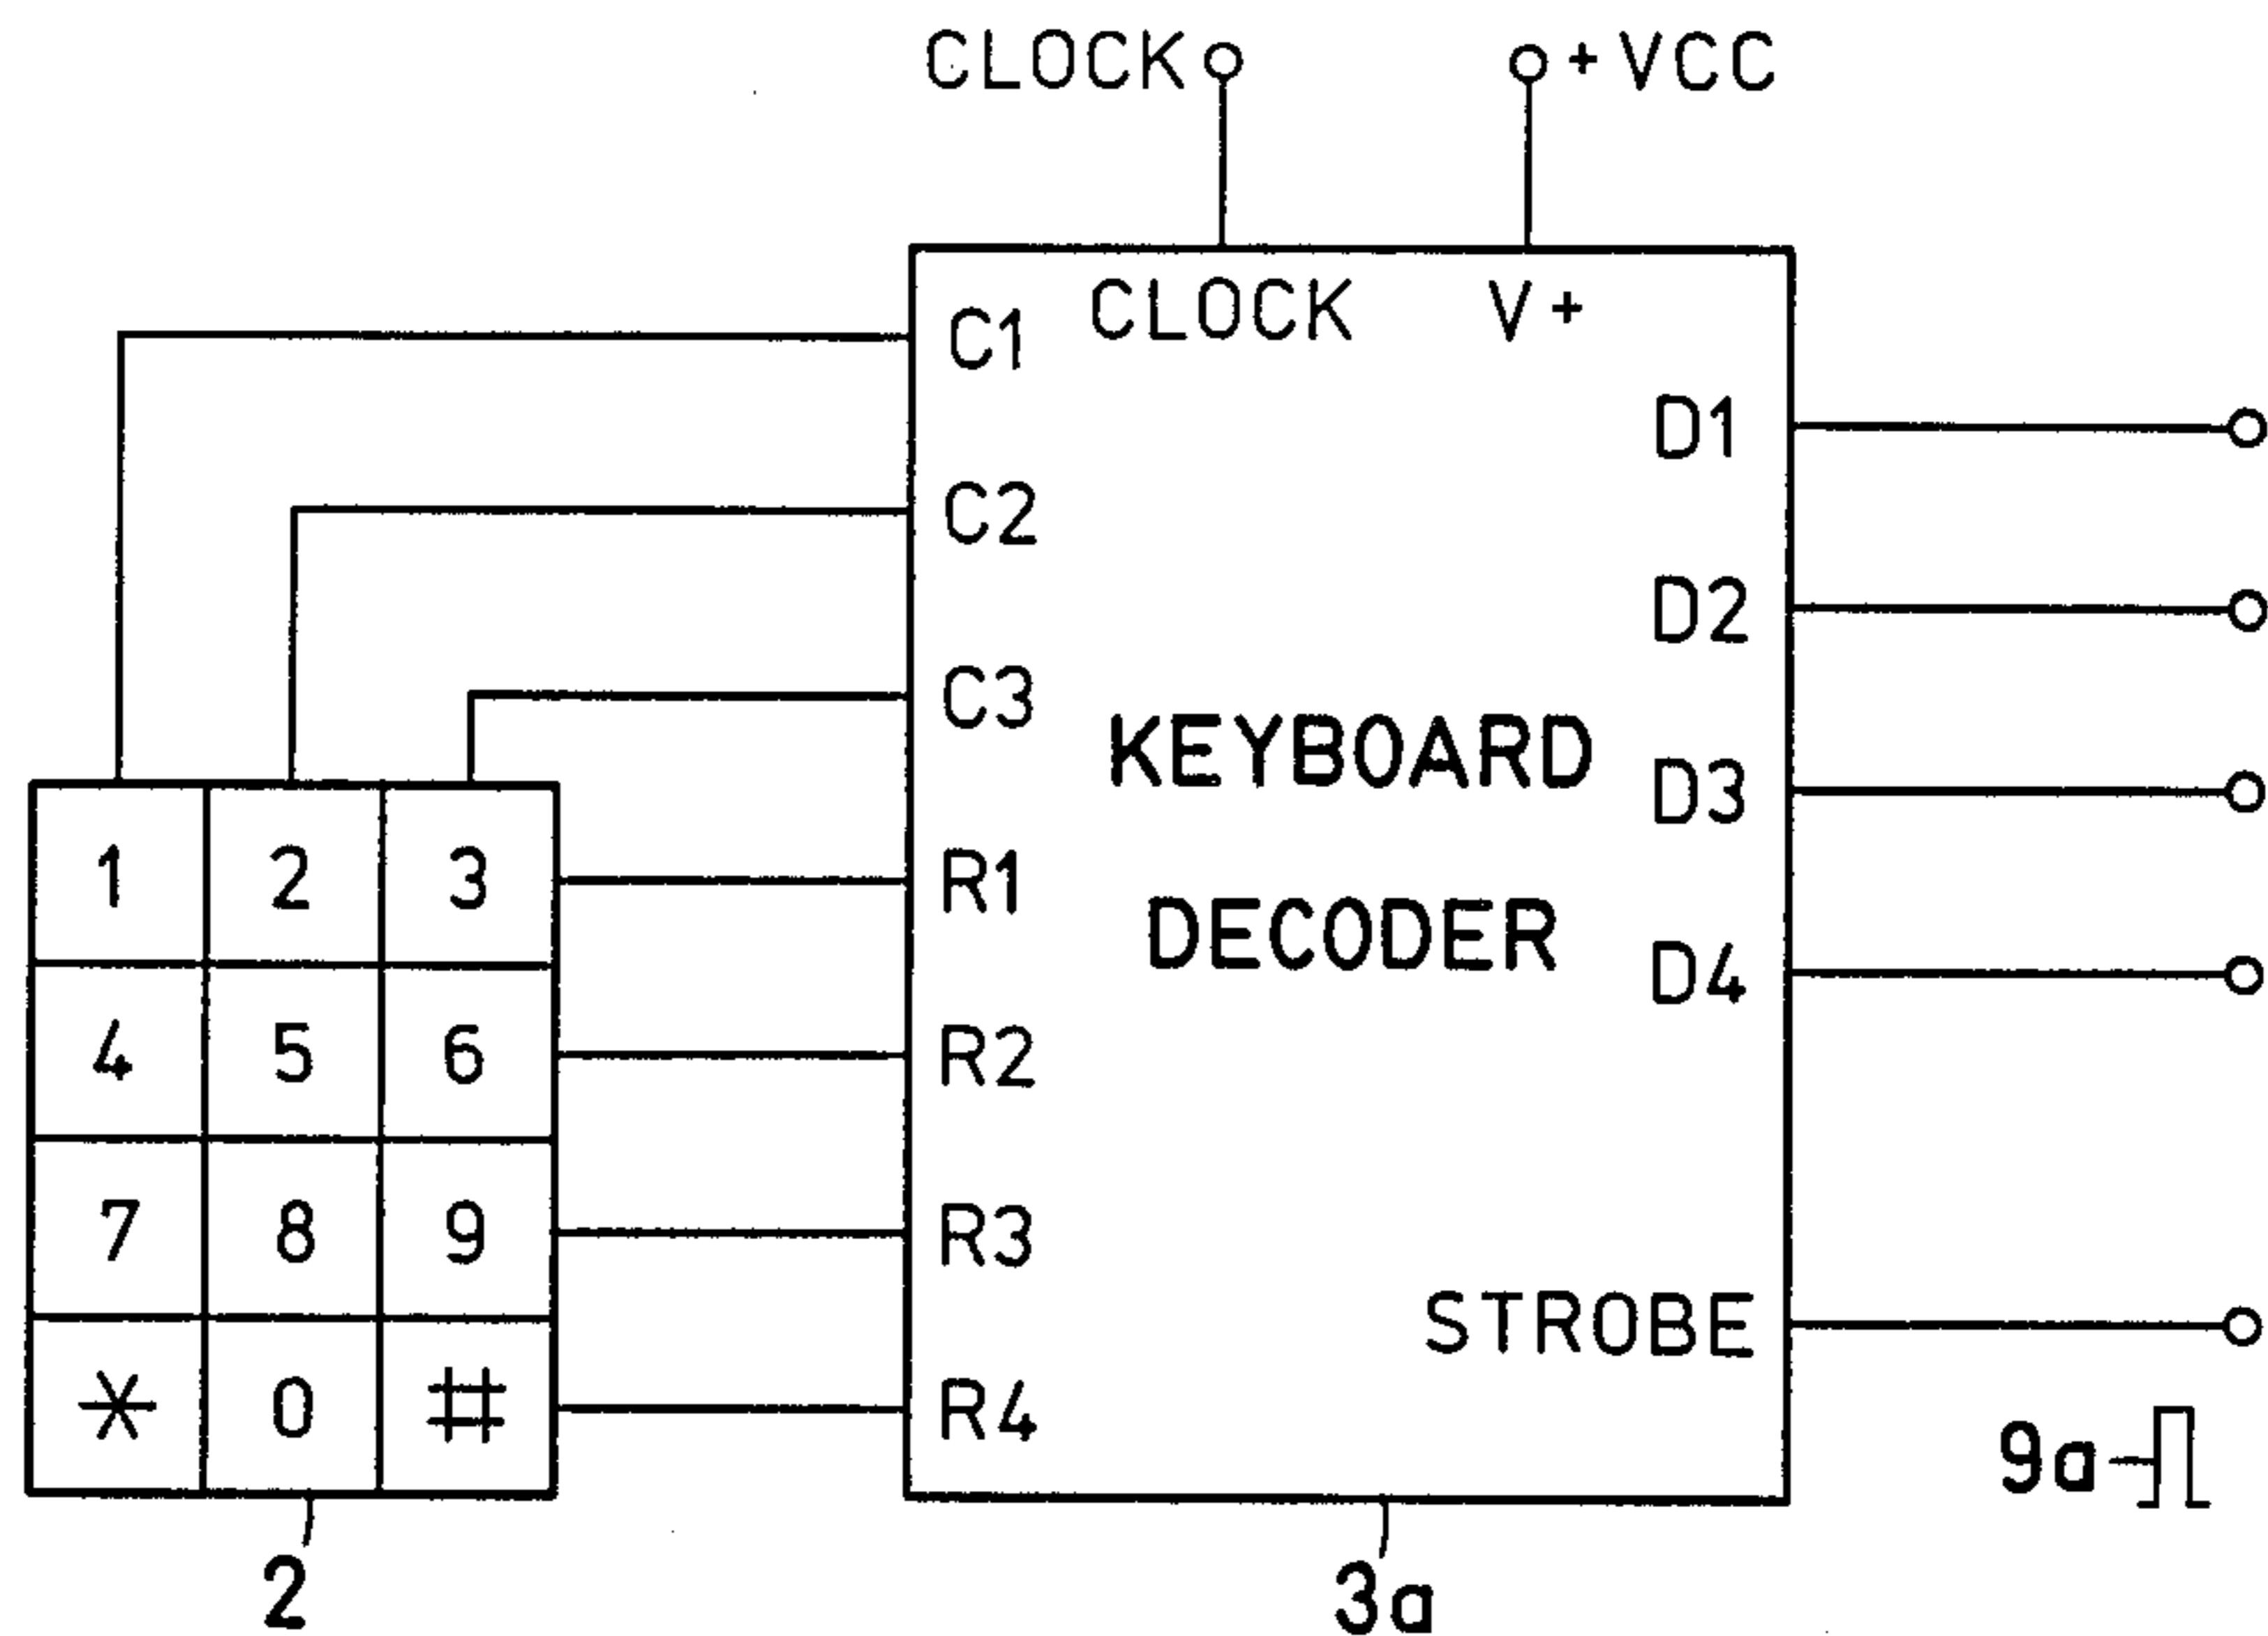 CLOCK +VCC
CLOCK V+
C1
D1
C2
D2
C3
KEYBOARD
D3
1 2 3
R1
DECODER
D4
4 5 6
R2
7 8 9
R3
STROBE
* 0 #
R4
9a
2
3a